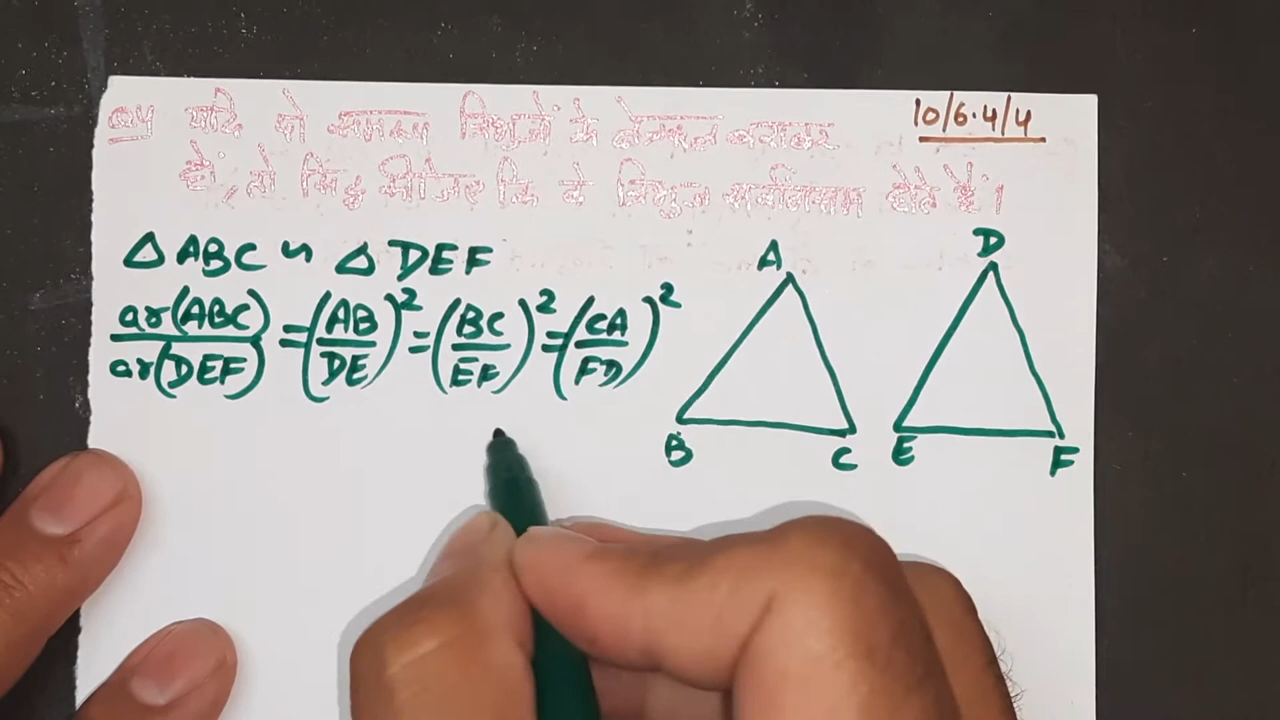 Q4 यदि दो समरूप त्रिभुजों के क्षेत्रफल बराबर
हों, तो सिद्ध कीजिए कि वे त्रिभुज सर्वांगसम होते हैं।
10/6.4/4
△ ABC ~ △ DEF
ar(ABC)/ar(DEF) = (AB/DE)² = (BC/EF)² = (CA/FD)²
A
D
B
C
E
F